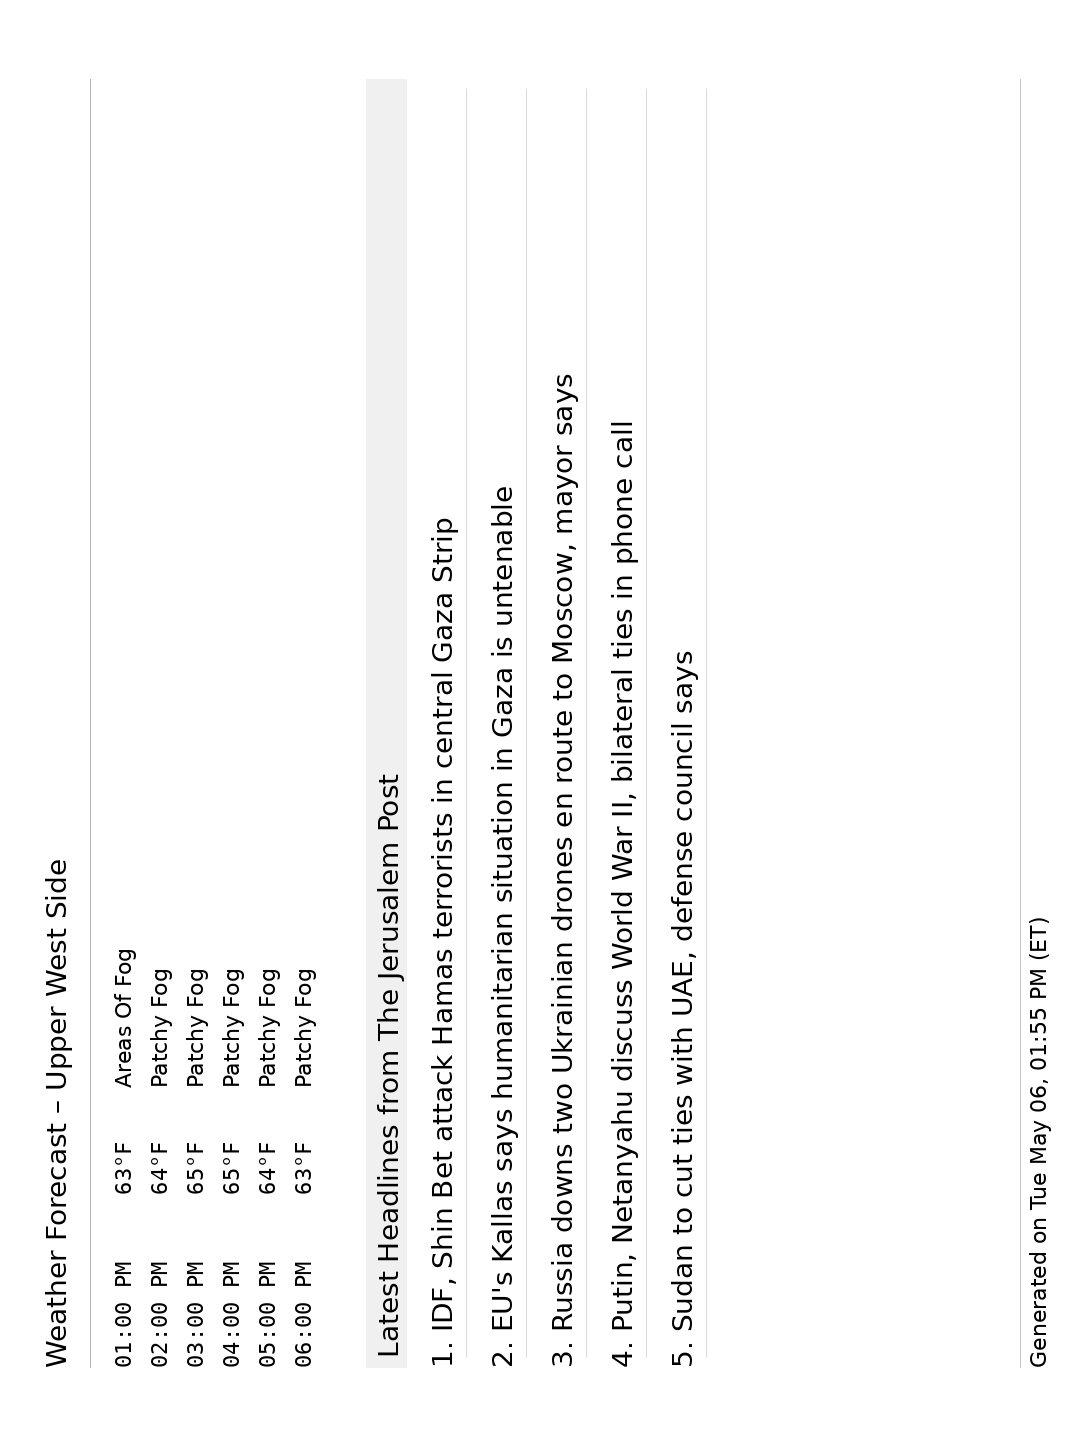 Weather Forecast – Upper West Side
01:00 PM 63°F Areas Of Fog
02:00 PM 64°F Patchy Fog
03:00 PM 65°F Patchy Fog
04:00 PM 65°F Patchy Fog
05:00 PM 64°F Patchy Fog
06:00 PM 63°F Patchy Fog
Latest Headlines from The Jerusalem Post
1. IDF, Shin Bet attack Hamas terrorists in central Gaza Strip
2. EU's Kallas says humanitarian situation in Gaza is untenable
3. Russia downs two Ukrainian drones en route to Moscow, mayor says
4. Putin, Netanyahu discuss World War II, bilateral ties in phone call
5. Sudan to cut ties with UAE, defense council says
Generated on Tue May 06, 01:55 PM (ET)